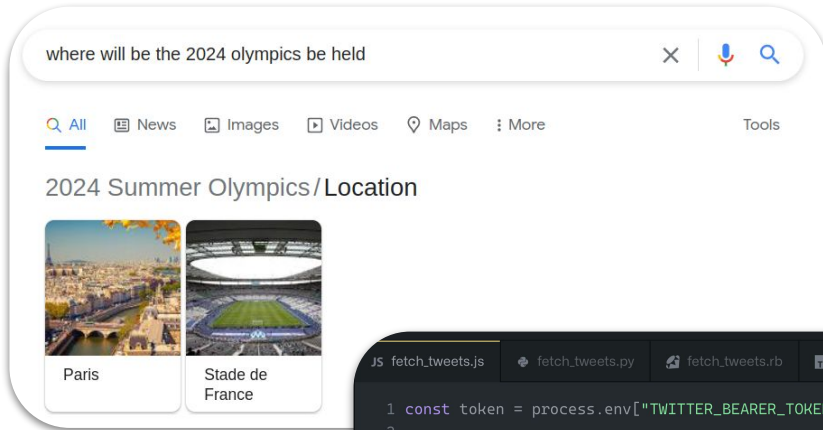 where will be the 2024 olympics be held
All News Images Videos Maps More Tools
2024 Summer Olympics/Location
Paris
Stade de
France
JS fetch_tweets.js fetch_tweets.py fetch_tweets.rb
1 const token = process.env["TWITTER_BEARER_TOKE